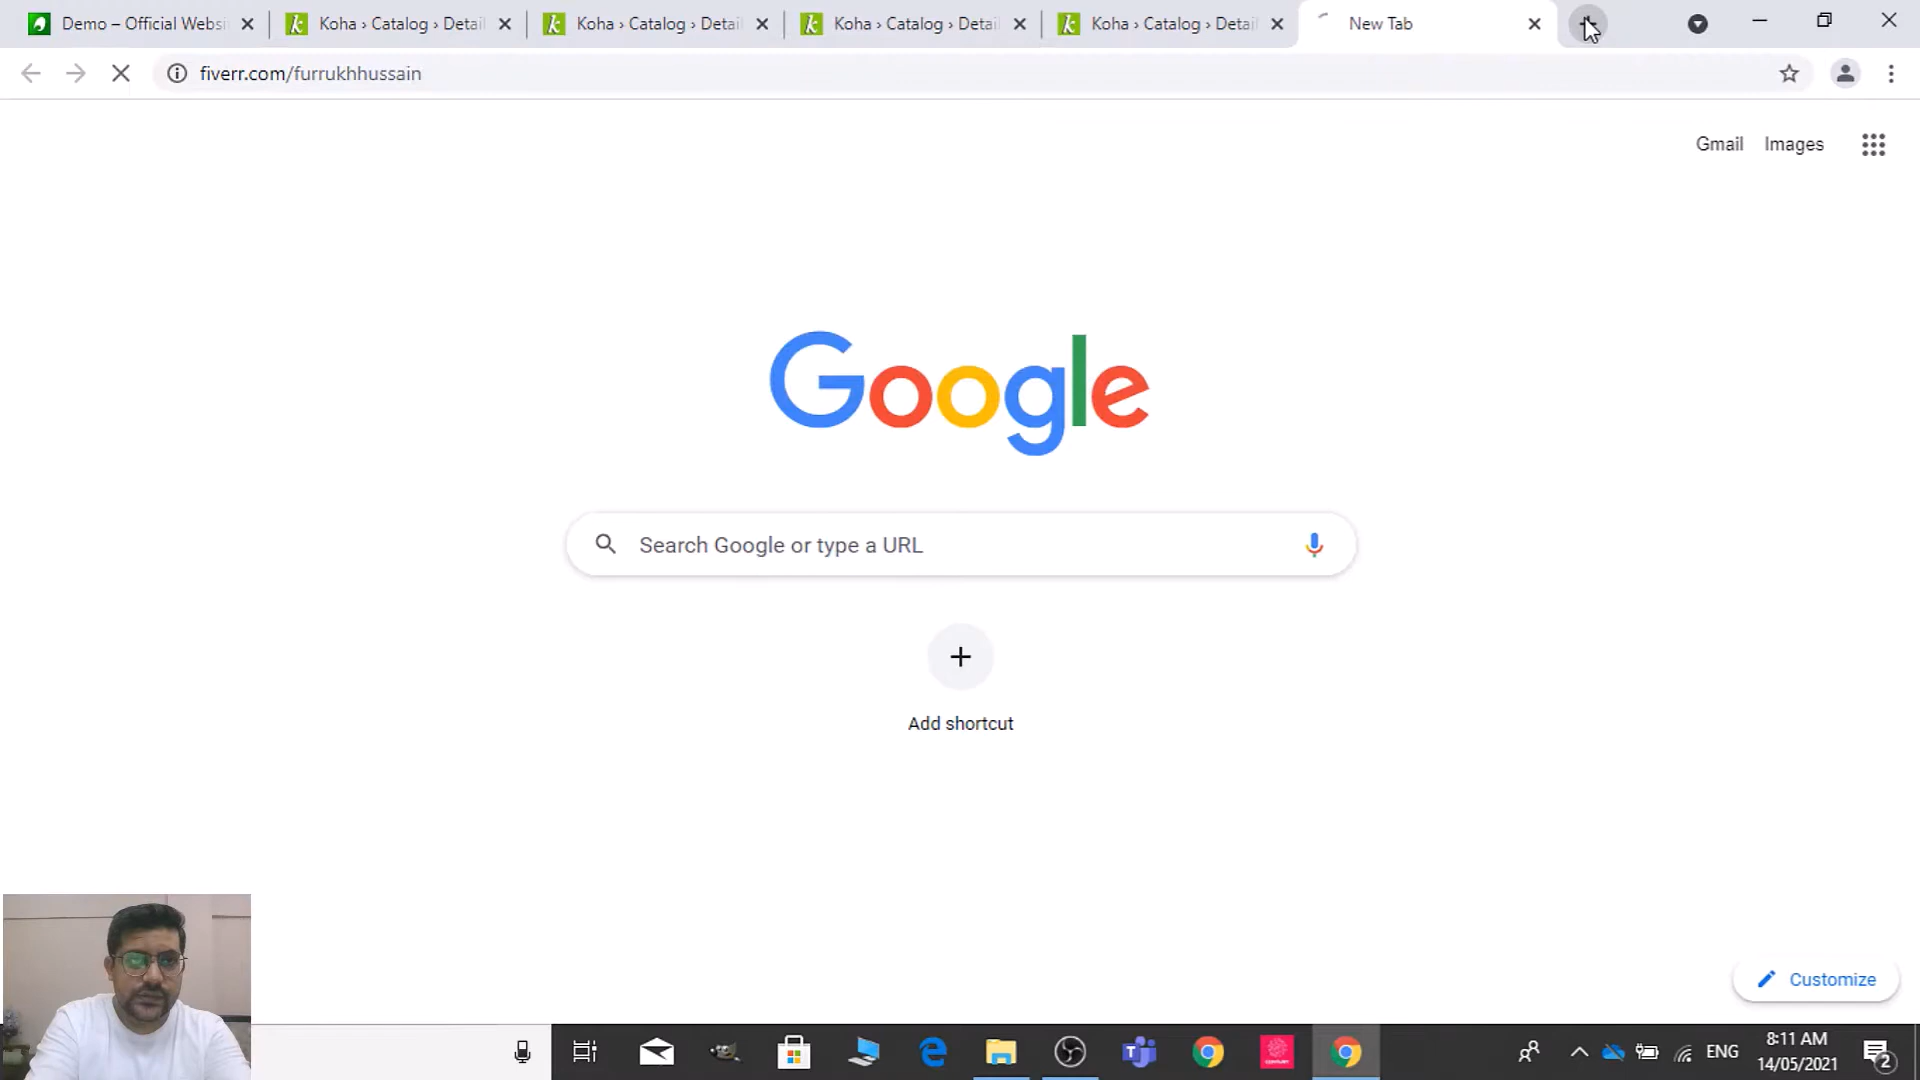 Demo – Official Websi
Koha › Catalog › Detail
Koha › Catalog › Detail
Koha › Catalog › Detail
Koha › Catalog › Detail
New Tab
fiverr.com/furrukhhussain
Gmail
Images
Google
Search Google or type a URL
Add shortcut
Customize
ENG
8:11 AM
14/05/2021
2